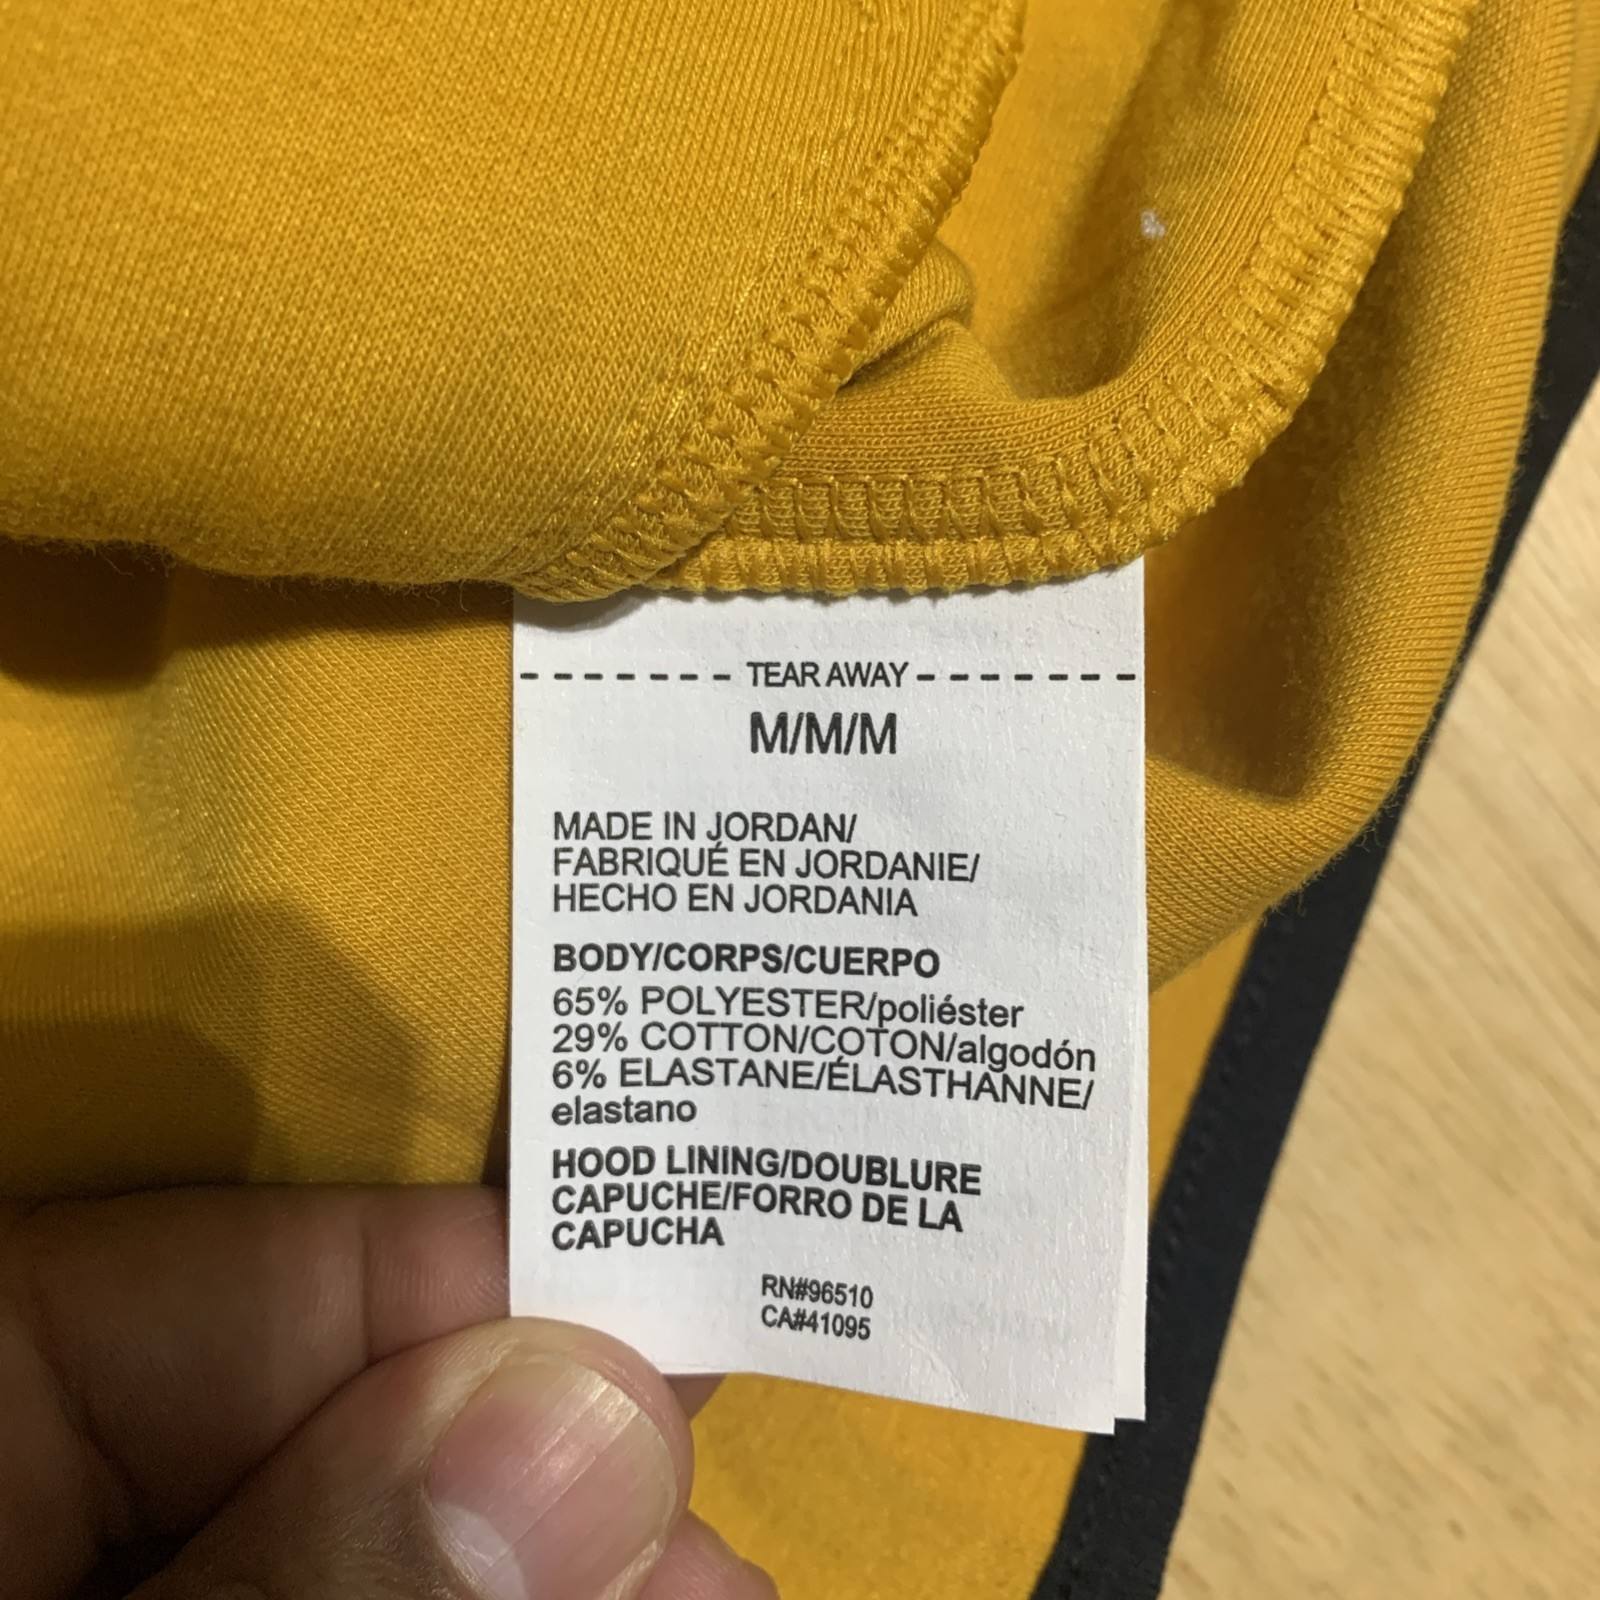 TEAR AWAY
M/M/M
MADE IN JORDAN/
FABRIQUÉ EN JORDANIE/
HECHO EN JORDANIA
BODY/CORPS/CUERPO
65% POLYESTER/poliéster
29% COTTON/COTON/algodón
6% ELASTANE/ÉLASTHANNE/
elastano
HOOD LINING/DOUBLURE
CAPUCHE/FORRO DE LA
CAPUCHA
RN#96510
CA#41095